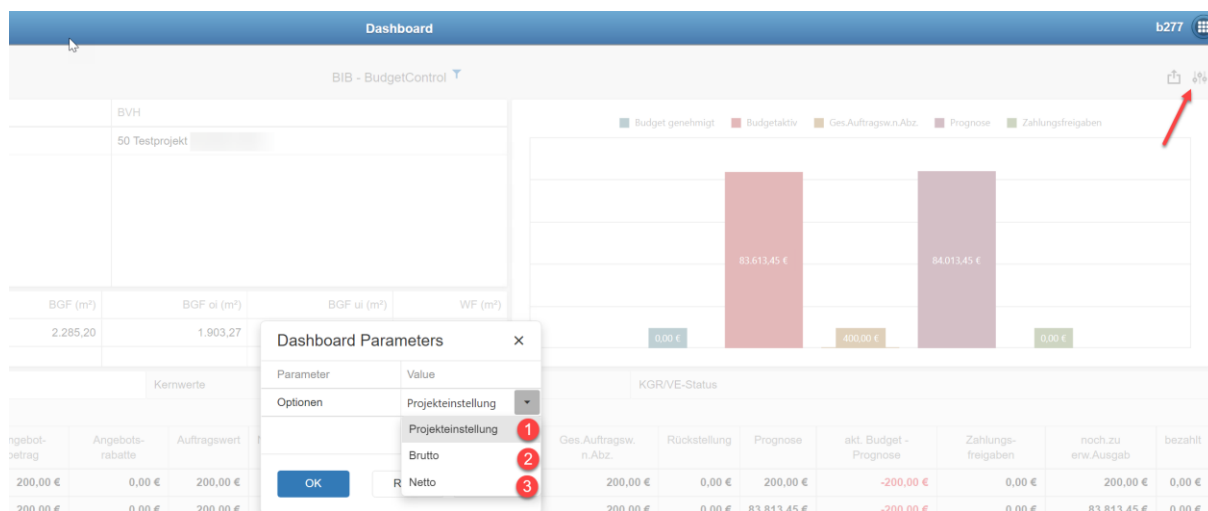 Dashboard
b277
BIB - BudgetControl
BVH
50 Testprojekt
Budget genehmigt
Budgetaktiv
Ges.Auftragsw.n.Abz.
Prognose
Zahlungsfreigaben
0,00 €
83.613,45 €
400,00 €
84.013,45 €
0,00 €
BGF (m²)
BGF oi (m²)
BGF ui (m²)
WF (m²)
2.285,20
1.903,27
Dashboard Parameters
×
Parameter
Value
Optionen
Projekteinstellung
Projekteinstellung
1
Brutto
2
Netto
3
OK
R
Kernwerte
KGR/VE-Status
Angebots-
rabatte
Auftragswert
Ges.Auftragsw.
n.Abz.
Rückstellung
Prognose
akt. Budget -
Prognose
Zahlungs-
freigaben
noch.zu
erw.Ausgab
bezahlt
200,00 €
0,00 €
200,00 €
200,00 €
0,00 €
200,00 €
-200,00 €
0,00 €
200,00 €
0,00 €
200,00 €
0,00 €
200,00 €
200,00 €
0,00 €
83.813,45 €
-200,00 €
0,00 €
83.813,45 €
0,00 €